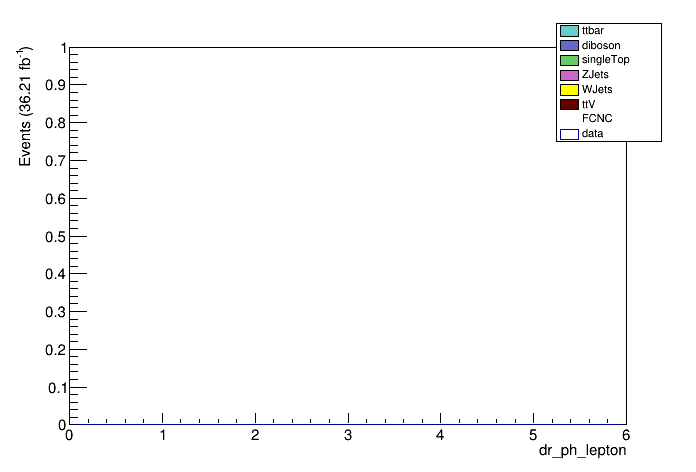 ttbar
diboson
singleTop
ZJets
WJets
ttV
FCNC
data
Events (36.21 fb⁻¹)
1
0.9
0.8
0.7
0.6
0.5
0.4
0.3
0.2
0.1
0
0 1 2 3 4 5 6
dr_ph_lepton